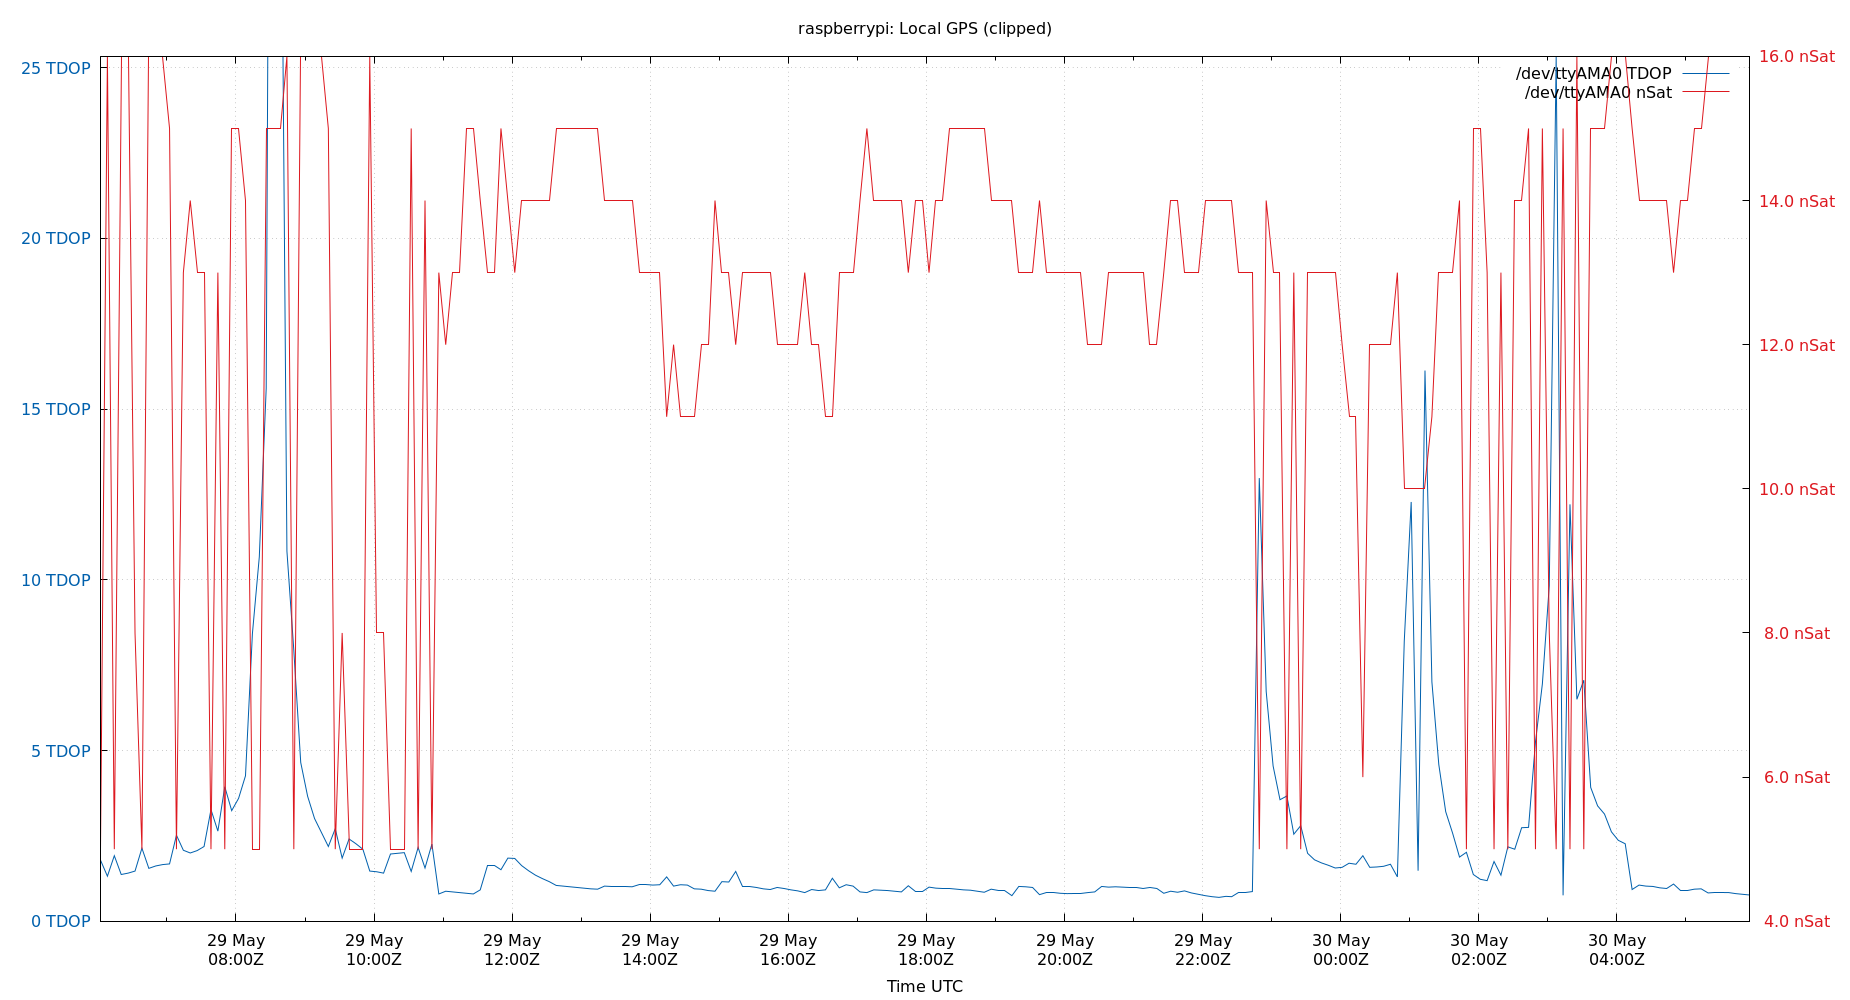 raspberrypi: Local GPS (clipped)
25 TDOP
20 TDOP
15 TDOP
10 TDOP
5 TDOP
0 TDOP
16.0 nSat
14.0 nSat
12.0 nSat
10.0 nSat
8.0 nSat
6.0 nSat
4.0 nSat
/dev/ttyAMA0 TDOP
/dev/ttyAMA0 nSat
29 May
08:00Z
29 May
10:00Z
29 May
12:00Z
29 May
14:00Z
29 May
16:00Z
29 May
18:00Z
29 May
20:00Z
29 May
22:00Z
30 May
00:00Z
30 May
02:00Z
30 May
04:00Z
Time UTC